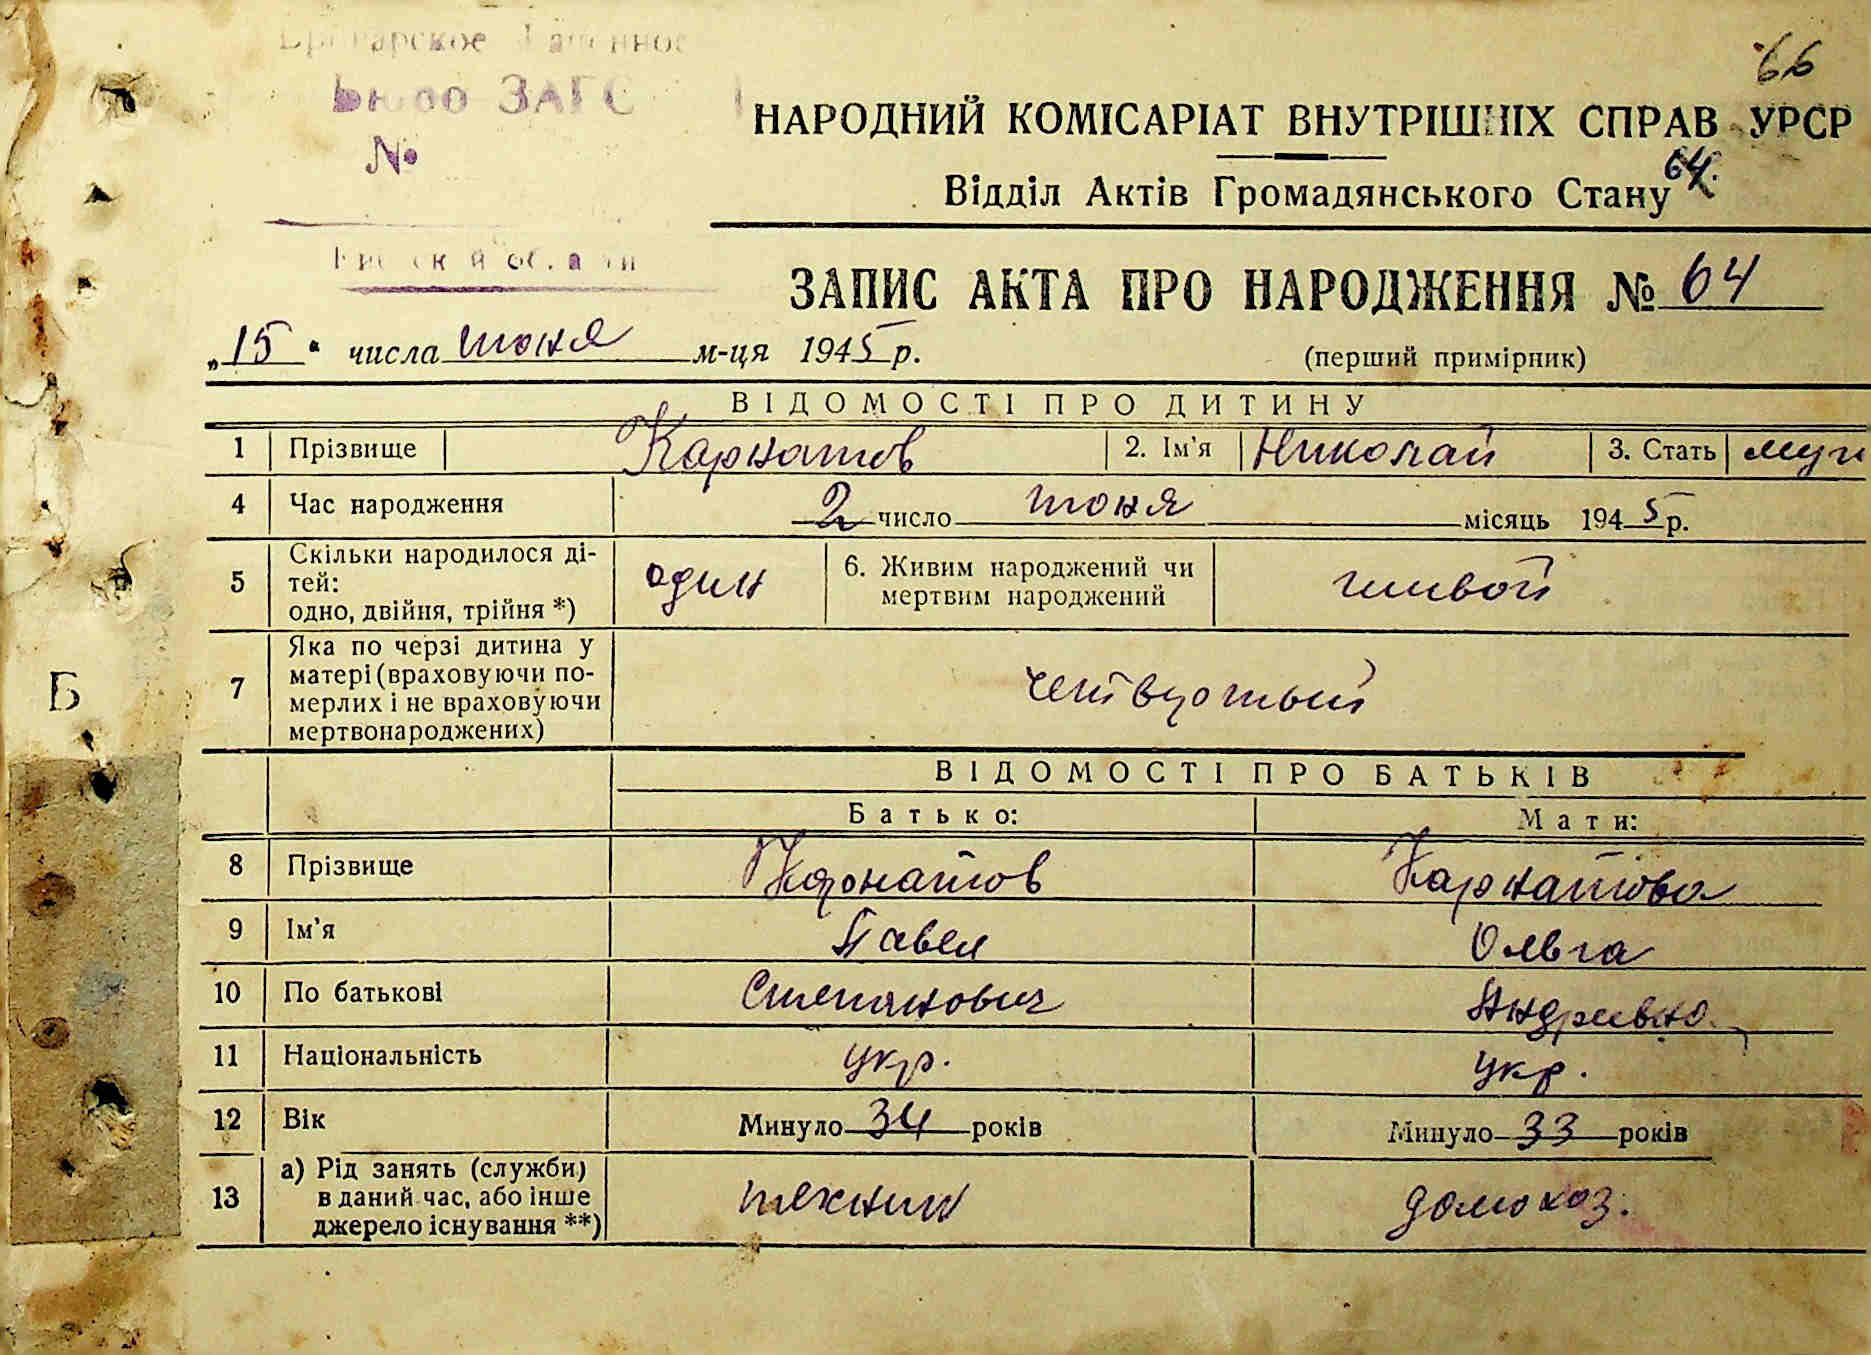 66
Бюро ЗАГС
№
НАРОДНИЙ КОМІСАРІАТ ВНУТРІШНІХ СПРАВ УРСР
64.
Відділ Актів Громадянського Стану
ЗАПИС АКТА ПРО НАРОДЖЕННЯ № 64
„15“ числа июня м-ця 1945 р. (перший примірник)
ВІДОМОСТІ ПРО ДИТИНУ
1 Прізвище Карнатов 2. Ім'я Николай 3. Стать муж
4 Час народження 2 число июня місяць 1945 р.
5 Скільки народилося ді-
тей:
одно, двійня, трійня *) один 6. Живим народжений чи
мертвим народжений живой
7 Яка по черзі дитина у
матері (враховуючи по-
мерлих і не враховуючи
мертвонароджених) четвертый
ВІДОМОСТІ ПРО БАТЬКІВ
Батько: Мати:
8 Прізвище Карнатов Карнатова
9 Ім'я Павел Ольга
10 По батькові Степанович Андревна
11 Національність укр. укр.
12 Вік Минуло 34 років Минуло 33 років
13 а) Рід занять (служби)
в даний час, або інше
джерело існування **) техник домохоз.
Б